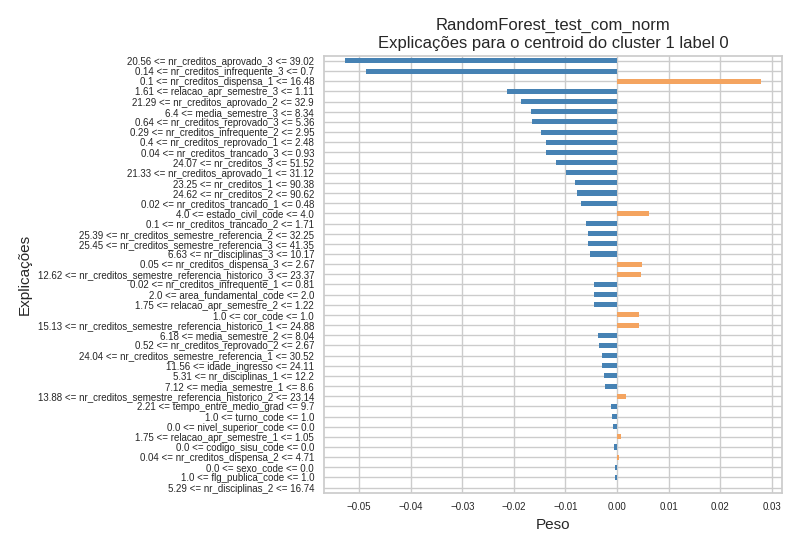 RandomForest_test_com_norm
Explicações para o centroid do cluster 1 label 0
20.56 <= nr_creditos_aprovado_3 <= 39.02
0.14 <= nr_creditos_infrequente_3 <= 0.7
0.1 <= nr_creditos_dispensa_1 <= 16.48
1.61 <= relacao_apr_semestre_3 <= 1.11
21.29 <= nr_creditos_aprovado_2 <= 32.9
6.4 <= media_semestre_3 <= 8.34
0.64 <= nr_creditos_reprovado_3 <= 5.36
0.29 <= nr_creditos_infrequente_2 <= 2.95
0.4 <= nr_creditos_reprovado_1 <= 2.48
0.04 <= nr_creditos_trancado_3 <= 0.93
24.07 <= nr_creditos_3 <= 51.52
21.33 <= nr_creditos_aprovado_1 <= 31.12
23.25 <= nr_creditos_1 <= 90.38
24.62 <= nr_creditos_2 <= 90.62
0.02 <= nr_creditos_trancado_1 <= 0.48
4.0 <= estado_civil_code <= 4.0
0.1 <= nr_creditos_trancado_2 <= 1.71
25.39 <= nr_creditos_semestre_referencia_2 <= 32.25
25.45 <= nr_creditos_semestre_referencia_3 <= 41.35
6.63 <= nr_disciplinas_3 <= 10.17
0.05 <= nr_creditos_dispensa_3 <= 2.67
12.62 <= nr_creditos_semestre_referencia_historico_3 <= 23.37
0.02 <= nr_creditos_infrequente_1 <= 0.81
2.0 <= area_fundamental_code <= 2.0
1.75 <= relacao_apr_semestre_2 <= 1.22
1.0 <= cor_code <= 1.0
15.13 <= nr_creditos_semestre_referencia_historico_1 <= 24.88
6.18 <= media_semestre_2 <= 8.04
0.52 <= nr_creditos_reprovado_2 <= 2.67
24.04 <= nr_creditos_semestre_referencia_1 <= 30.52
11.56 <= idade_ingresso <= 24.11
5.31 <= nr_disciplinas_1 <= 12.2
7.12 <= media_semestre_1 <= 8.6
13.88 <= nr_creditos_semestre_referencia_historico_2 <= 23.14
2.21 <= tempo_entre_medio_grad <= 9.7
1.0 <= turno_code <= 1.0
0.0 <= nivel_superior_code <= 0.0
1.75 <= relacao_apr_semestre_1 <= 1.05
0.0 <= codigo_sisu_code <= 0.0
0.04 <= nr_creditos_dispensa_2 <= 4.71
0.0 <= sexo_code <= 0.0
1.0 <= flg_publica_code <= 1.0
5.29 <= nr_disciplinas_2 <= 16.74
Explicações
−0.05 −0.04 −0.03 −0.02 −0.01 0.00 0.01 0.02 0.03
Peso